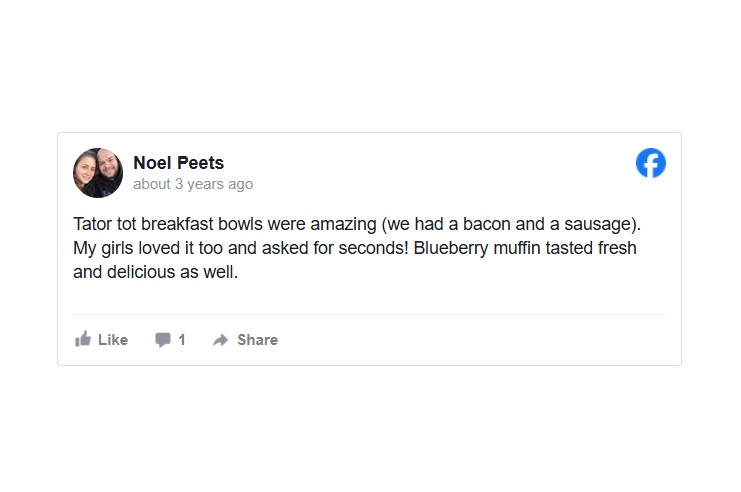 Noel Peets
about 3 years ago
Tator tot breakfast bowls were amazing (we had a bacon and a sausage).
My girls loved it too and asked for seconds! Blueberry muffin tasted fresh
and delicious as well.
Like 1 Share